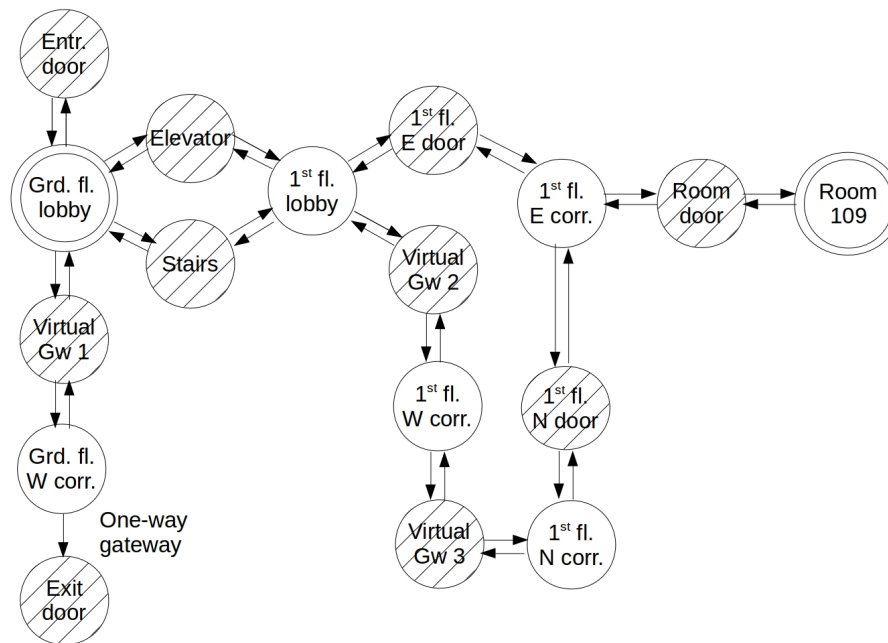 Entr.
door
Elevator
1st fl.
E door
Grd. fl.
lobby
1st fl.
lobby
1st fl.
E corr.
Room
door
Room
109
Stairs
Virtual
Gw 2
Virtual
Gw 1
1st fl.
W corr.
1st fl.
N door
Grd. fl.
W corr.
One-way
gateway
Virtual
Gw 3
1st fl.
N corr.
Exit
door